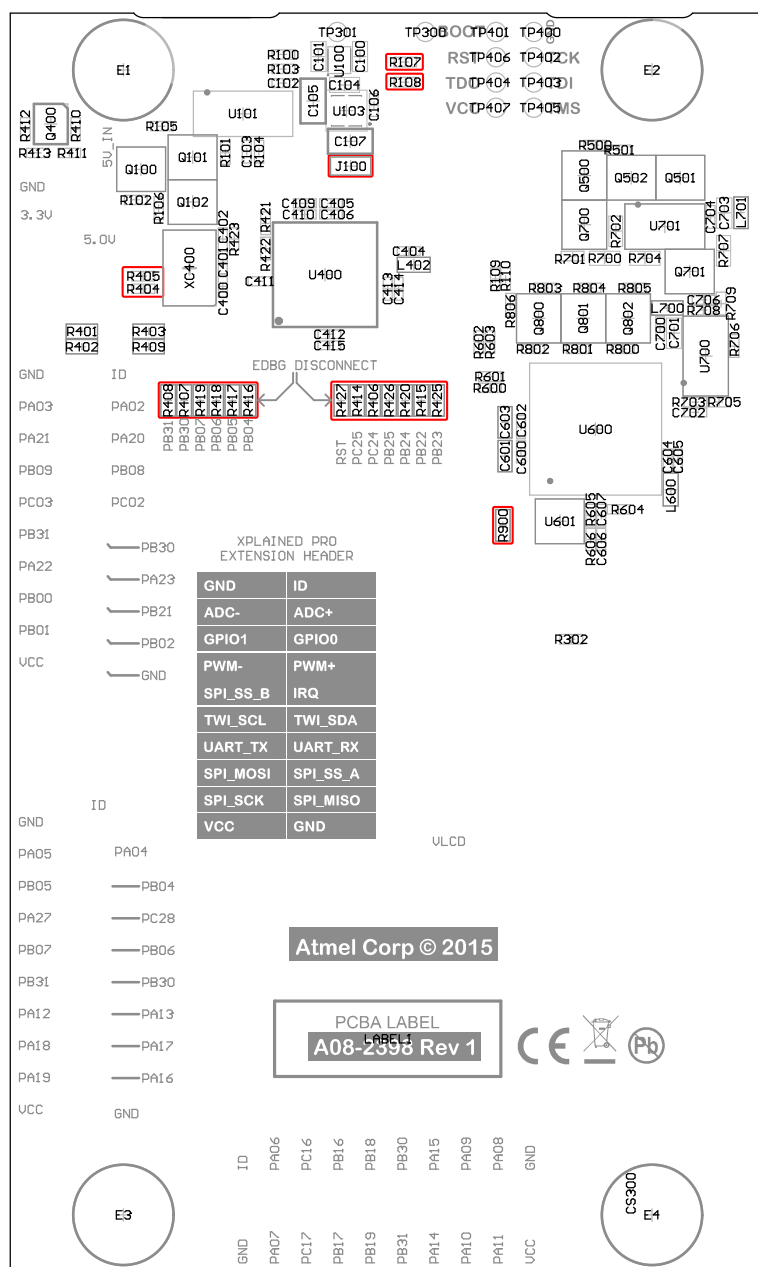 TP301 TP300 BOOT TP401 TP400 GND
R100 C101 U100 C100 R107 RST TP406 TP402 CK
E1 R103 E2
C102 C104 R108 TDO TP404 TP403 DI
C105 U103 C106 VCC TP407 TP405 MS
R412 Q400 R410 U101
R413 R411 5V_IN R105 Q101 R101 C103 R104 C107 R500 R501
Q100 J100 Q500 Q502 Q501
GND R102 R106 Q102
3.3V C409 C405 R421 C410 C406 Q700 R702 U701 C704 C703 L701
5.0V C402 R423 R422 U400 C404 L402 R701 R700 R704 R707
R405 XC400 C401 C411 C413 C414 R109 R110 Q701
R404 C400 R803 R804 R805 R806 L700 C706 R708 R709
Q800 Q801 Q802 C700 C701
R401 R403 C412 R602 R603 U700 R706
R402 R409 C415 R802 R801 R800
EDBG DISCONNECT
GND ID R601
PA03 PA02 R408 R407 R419 R418 R417 R416 R427 R414 R406 R426 R420 R415 R425 R600 R703 R705 C702
PB31 PB30 PB07 PB06 PB05 PB04 RST PC25 PC24 PB25 PB24 PB22 PB23
PA21 PA20 C603 C602 U600
PB09 PB08 C601 C600 C604 C605
PC03 PC02 L600
R900 U601 R605 C607 R604
R606 C606
PB31 PB30
PA22 PA23
PB00 PB21
PB01 PB02
VCC GND
XPLAINED PRO
EXTENSION HEADER
GND ID
ADC- ADC+
GPIO1 GPIO0
PWM- PWM+
SPI_SS_B IRQ
TWI_SCL TWI_SDA
UART_TX UART_RX
SPI_MOSI SPI_SS_A
SPI_SCK SPI_MISO
VCC GND
R302
ID
GND
VLCD
PA05 PA04
PB05 PB04
PA27 PC28
PB07 PB06
Atmel Corp © 2015
PB31 PB30
PA12 PA13
PA18 PA17
PA19 PA16
VCC GND
PCBA LABEL
LABEL1
A08-2398 Rev 1
CE Pb
ID PA06 PC16 PB16 PB18 PB30 PA15 PA09 PA08 GND
E3 CS300 E4
GND PA07 PC17 PB17 PB19 PB31 PA14 PA10 PA11 VCC